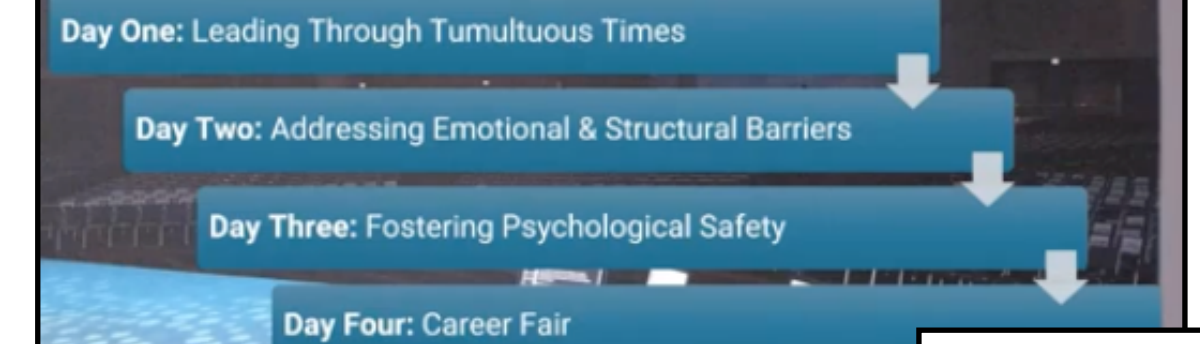 Day One: Leading Through Tumultuous Times
Day Two: Addressing Emotional & Structural Barriers
Day Three: Fostering Psychological Safety
Day Four: Career Fair